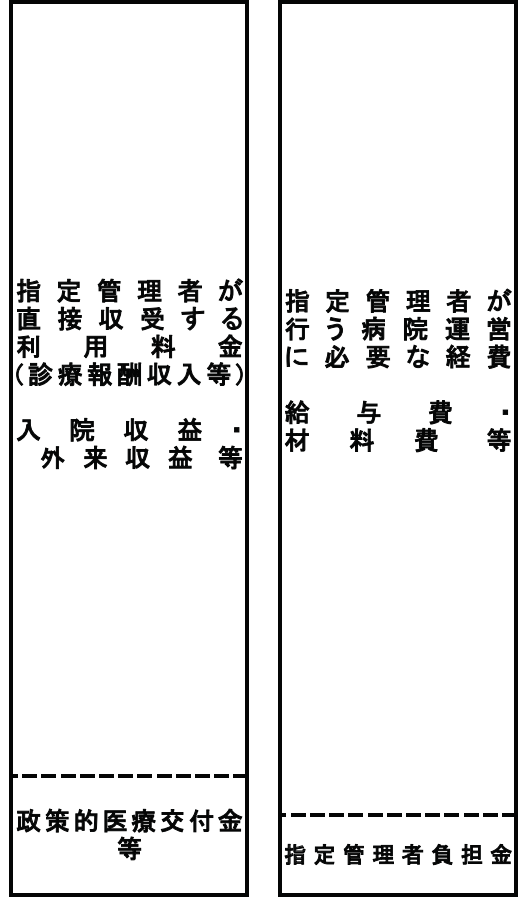 指定管理者が
直接収受する
利用料金
(診療報酬収入等)
入院収益・
外来収益等
政策的医療交付金
等
指定管理者が
行う病院運営
に必要な経費
給与費・
材料費等
指定管理者負担金